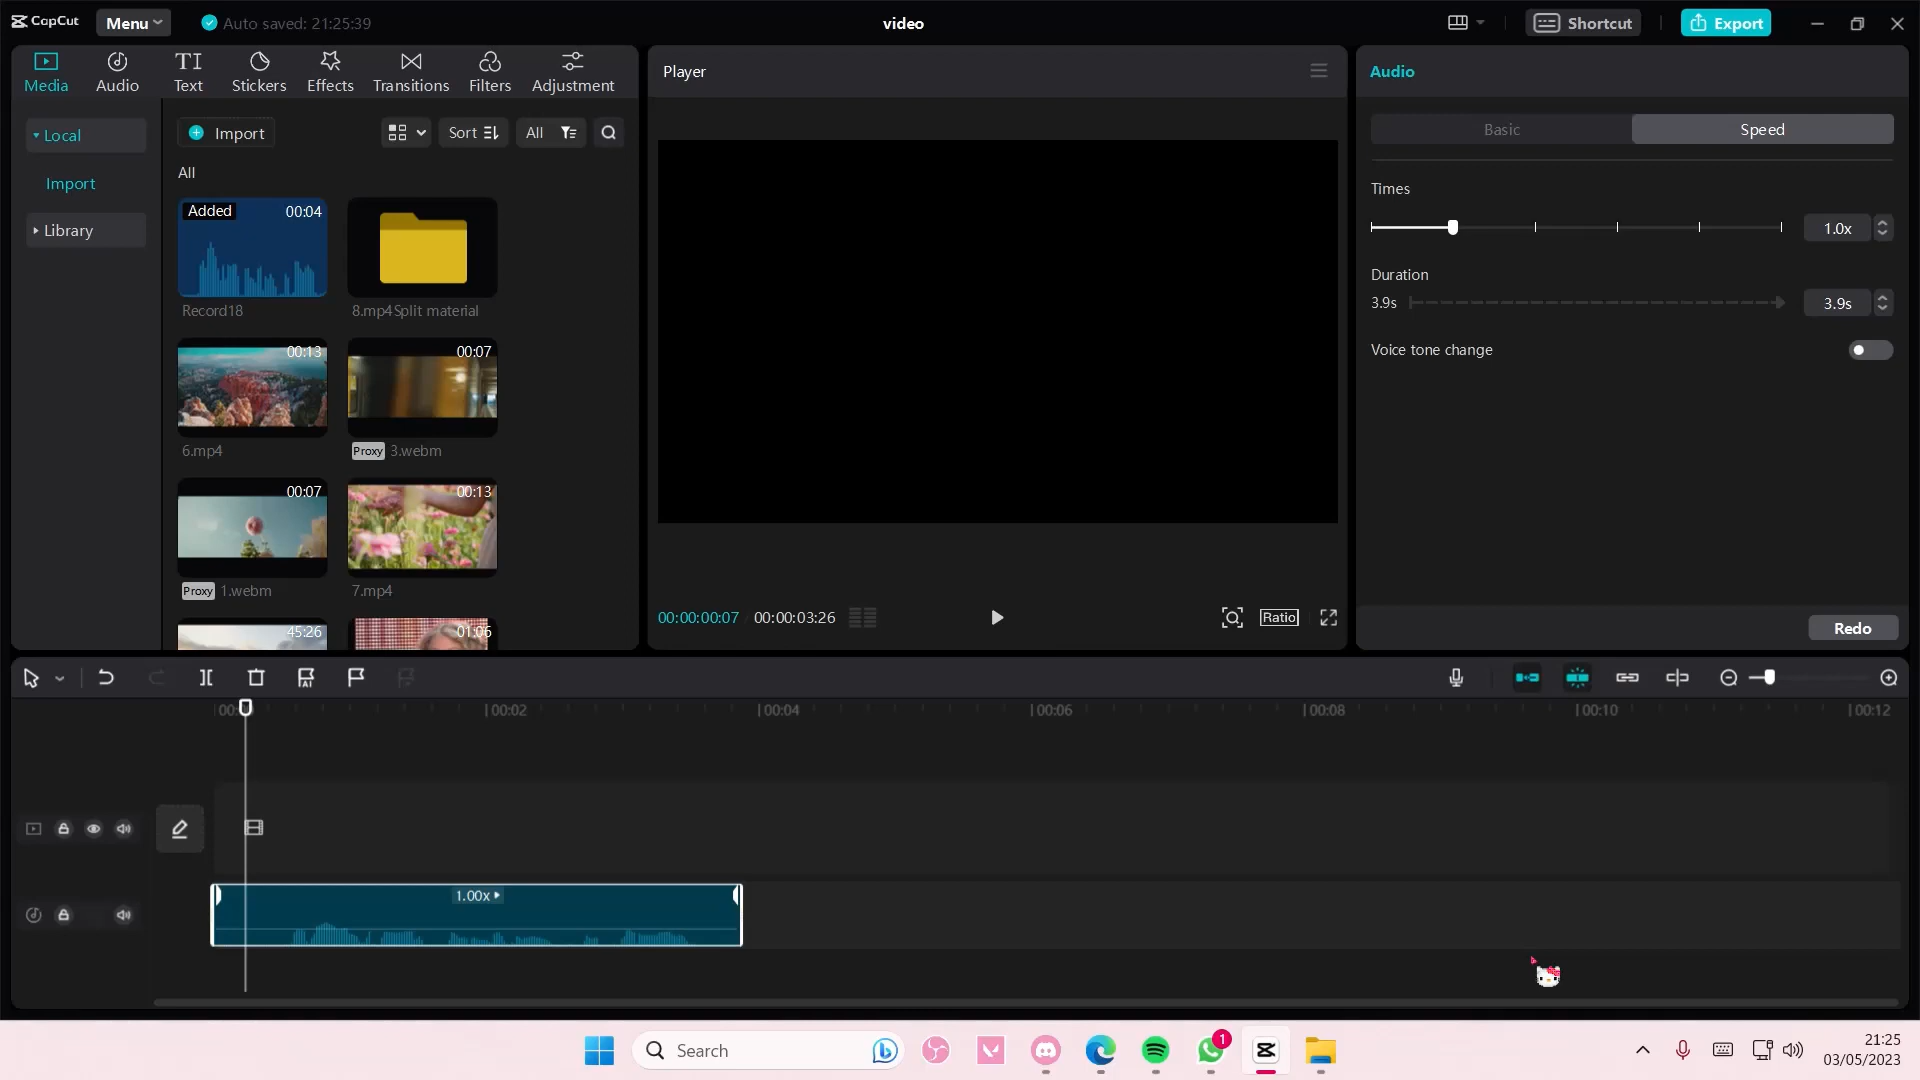 CapCut
Menu
Auto saved: 21:25:39
video
Shortcut
Export
Media
Audio
Text
Stickers
Effects
Transitions
Filters
Adjustment
Local
Import
Library
Import
Sort
All
All
Added
00:04
Record18
8.mp4Split material
00:13
6.mp4
00:07
Proxy
3.webm
00:07
Proxy
1.webm
00:13
7.mp4
45:26
01:06
Player
00:00:00:07
00:00:03:26
Ratio
Audio
Basic
Speed
Times
1.0x
Duration
3.9s
3.9s
Voice tone change
Redo
00:02
00:04
00:06
00:08
00:10
00:12
1.00x
Search
1
21:25
03/05/2023